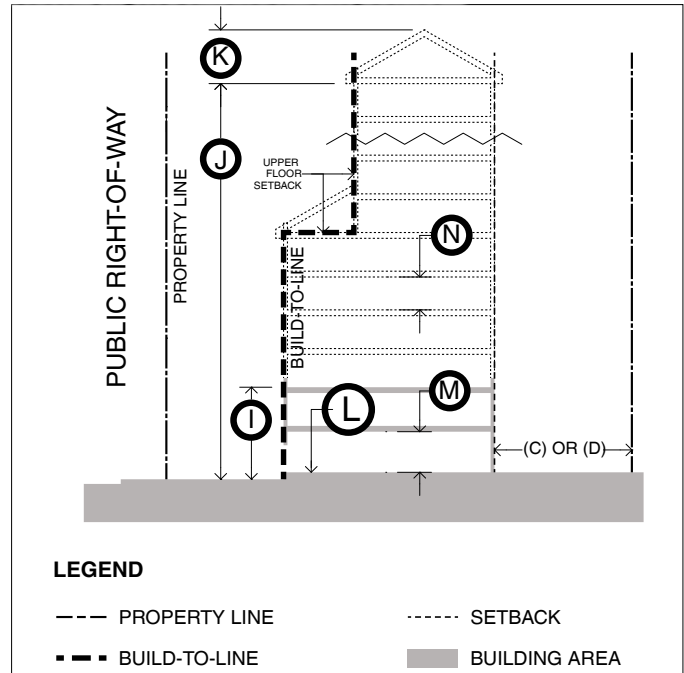 K
J
PUBLIC RIGHT-OF-WAY
PROPERTY LINE
UPPER
FLOOR
SETBACK
N
BUILD-TO-LINE
M
I
L
(C) OR (D)
LEGEND
PROPERTY LINE
SETBACK
BUILD-TO-LINE
BUILDING AREA